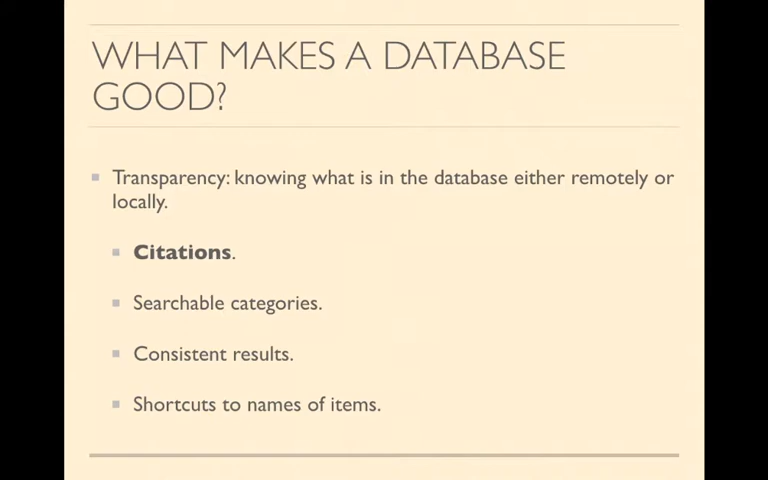 WHAT MAKES A DATABASE
GOOD?
Transparency: knowing what is in the database either remotely or
locally.
Citations.
Searchable categories.
Consistent results.
Shortcuts to names of items.